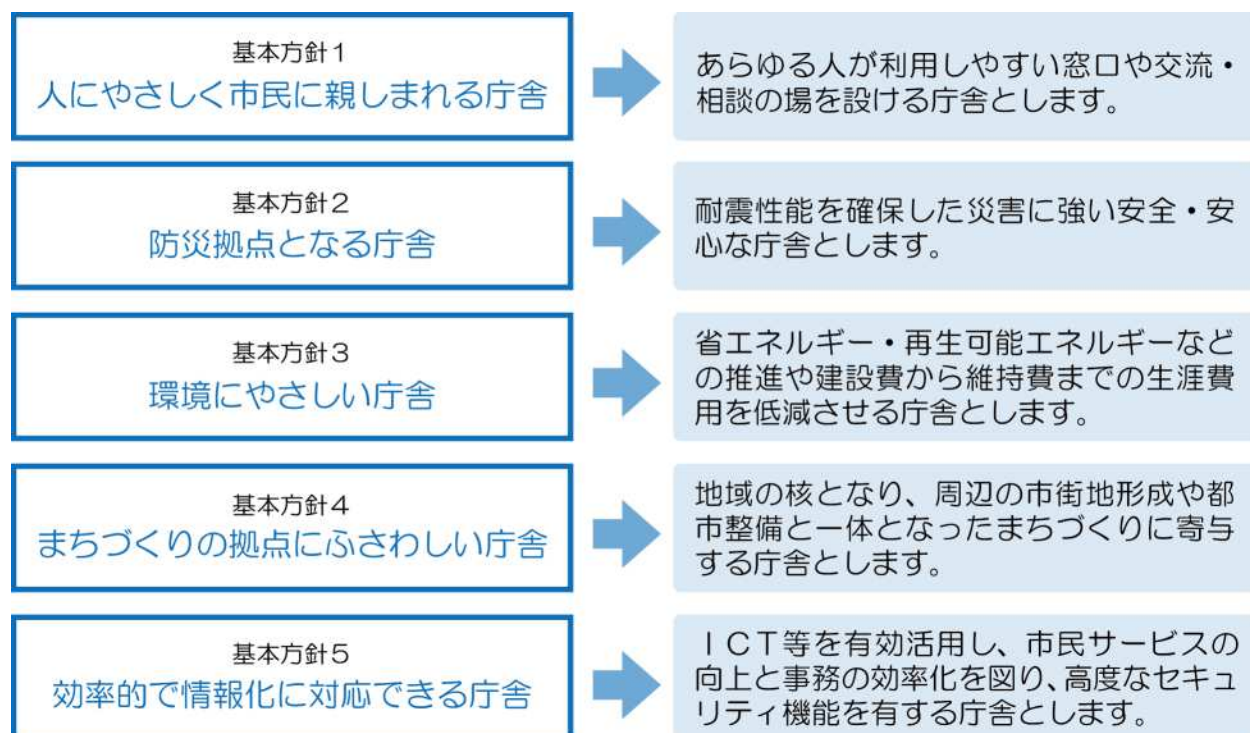 基本方針1
人にやさしく市民に親しまれる庁舎
あらゆる人が利用しやすい窓口や交流・
相談の場を設ける庁舎とします。
基本方針2
防災拠点となる庁舎
耐震性能を確保した災害に強い安全・安
心な庁舎とします。
基本方針3
環境にやさしい庁舎
省エネルギー・再生可能エネルギーなど
の推進や建設費から維持費までの生涯費
用を低減させる庁舎とします。
基本方針4
まちづくりの拠点にふさわしい庁舎
地域の核となり、周辺の市街地形成や都
市整備と一体となったまちづくりに寄与
する庁舎とします。
基本方針5
効率的で情報化に対応できる庁舎
ICT等を有効活用し、市民サービスの
向上と事務の効率化を図り、高度なセキュ
リティ機能を有する庁舎とします。